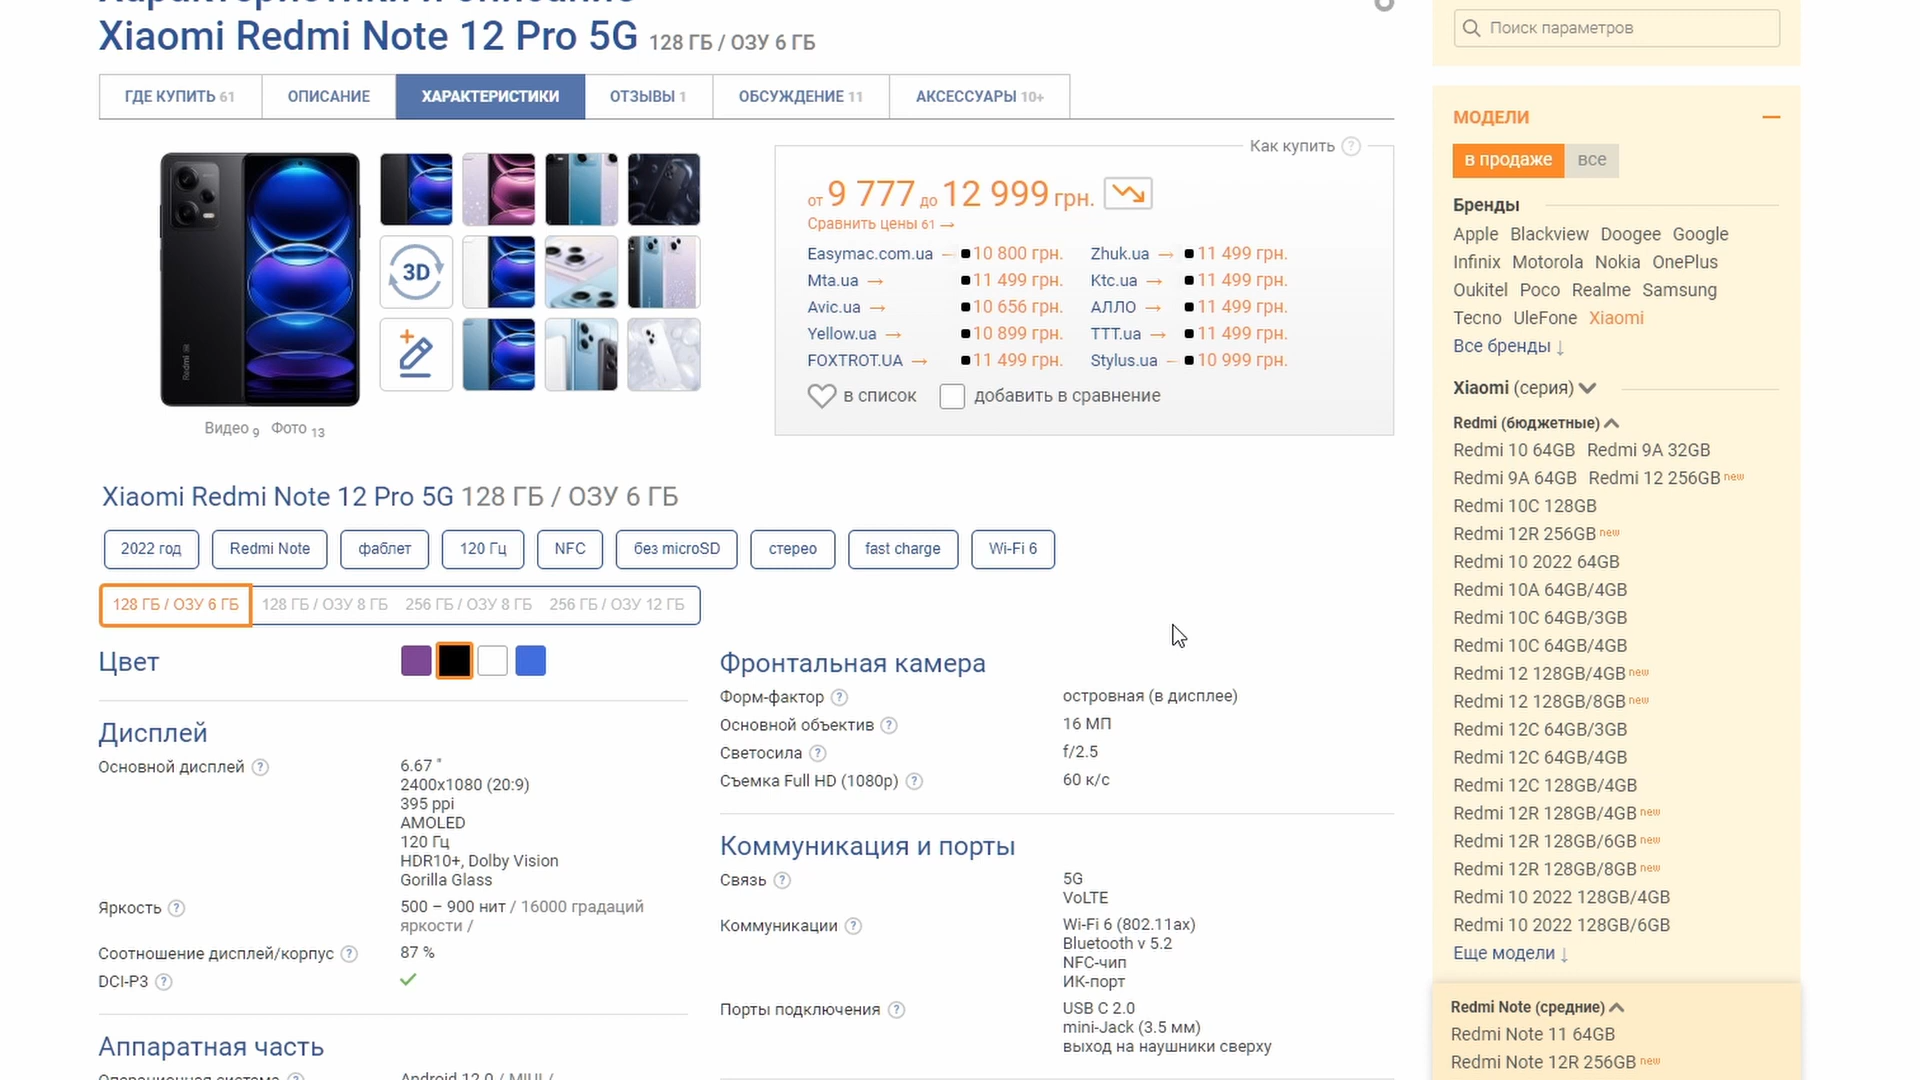 Характеристики и описание
Xiaomi Redmi Note 12 Pro 5G 128 ГБ / ОЗУ 6 ГБ
ГДЕ КУПИТЬ 61
ОПИСАНИЕ
ХАРАКТЕРИСТИКИ
ОТЗЫВЫ 1
ОБСУЖДЕНИЕ 11
АКСЕССУАРЫ 10+
3D
Redmi
Видео 9 Фото 13
Как купить ?
от 9 777 до 12 999 грн.
Сравнить цены 61 →
Easymac.com.ua → 10 800 грн.
Zhuk.ua → 11 499 грн.
Mta.ua → 11 499 грн.
Ktc.ua → 11 499 грн.
Avic.ua → 10 656 грн.
АЛЛО → 11 499 грн.
Yellow.ua → 10 899 грн.
TTT.ua → 11 499 грн.
FOXTROT.UA → 11 499 грн.
Stylus.ua → 10 999 грн.
в список
добавить в сравнение
Xiaomi Redmi Note 12 Pro 5G 128 ГБ / ОЗУ 6 ГБ
2022 год
Redmi Note
фаблет
120 Гц
NFC
без microSD
стерео
fast charge
Wi-Fi 6
128 ГБ / ОЗУ 6 ГБ
128 ГБ / ОЗУ 8 ГБ
256 ГБ / ОЗУ 8 ГБ
256 ГБ / ОЗУ 12 ГБ
Цвет
Дисплей
Основной дисплей ?
6.67 "
2400x1080 (20:9)
395 ppi
AMOLED
120 Гц
HDR10+, Dolby Vision
Gorilla Glass
Яркость ?
500 – 900 нит / 16000 градаций
яркости /
Соотношение дисплей/корпус ?
87 %
DCI-P3 ?
Аппаратная часть
Операционная система ?
Android 12.0 / MIUI /
Фронтальная камера
Форм-фактор ?
островная (в дисплее)
Основной объектив ?
16 МП
Светосила ?
f/2.5
Съемка Full HD (1080p) ?
60 к/с
Коммуникация и порты
Связь ?
5G
VoLTE
Коммуникации ?
Wi-Fi 6 (802.11ax)
Bluetooth v 5.2
NFC-чип
ИК-порт
Порты подключения ?
USB C 2.0
mini-Jack (3.5 мм)
выход на наушники сверху
Поиск параметров
МОДЕЛИ
в продаже
все
Бренды
Apple Blackview Doogee Google
Infinix Motorola Nokia OnePlus
Oukitel Poco Realme Samsung
Tecno UleFone Xiaomi
Все бренды ↓
Xiaomi (серия)
Redmi (бюджетные)
Redmi 10 64GB Redmi 9A 32GB
Redmi 9A 64GB Redmi 12 256GB new
Redmi 10C 128GB
Redmi 12R 256GB new
Redmi 10 2022 64GB
Redmi 10A 64GB/4GB
Redmi 10C 64GB/3GB
Redmi 10C 64GB/4GB
Redmi 12 128GB/4GB new
Redmi 12 128GB/8GB new
Redmi 12C 64GB/3GB
Redmi 12C 64GB/4GB
Redmi 12C 128GB/4GB
Redmi 12R 128GB/4GB new
Redmi 12R 128GB/6GB new
Redmi 12R 128GB/8GB new
Redmi 10 2022 128GB/4GB
Redmi 10 2022 128GB/6GB
Еще модели ↓
Redmi Note (средние)
Redmi Note 11 64GB
Redmi Note 12R 256GB new